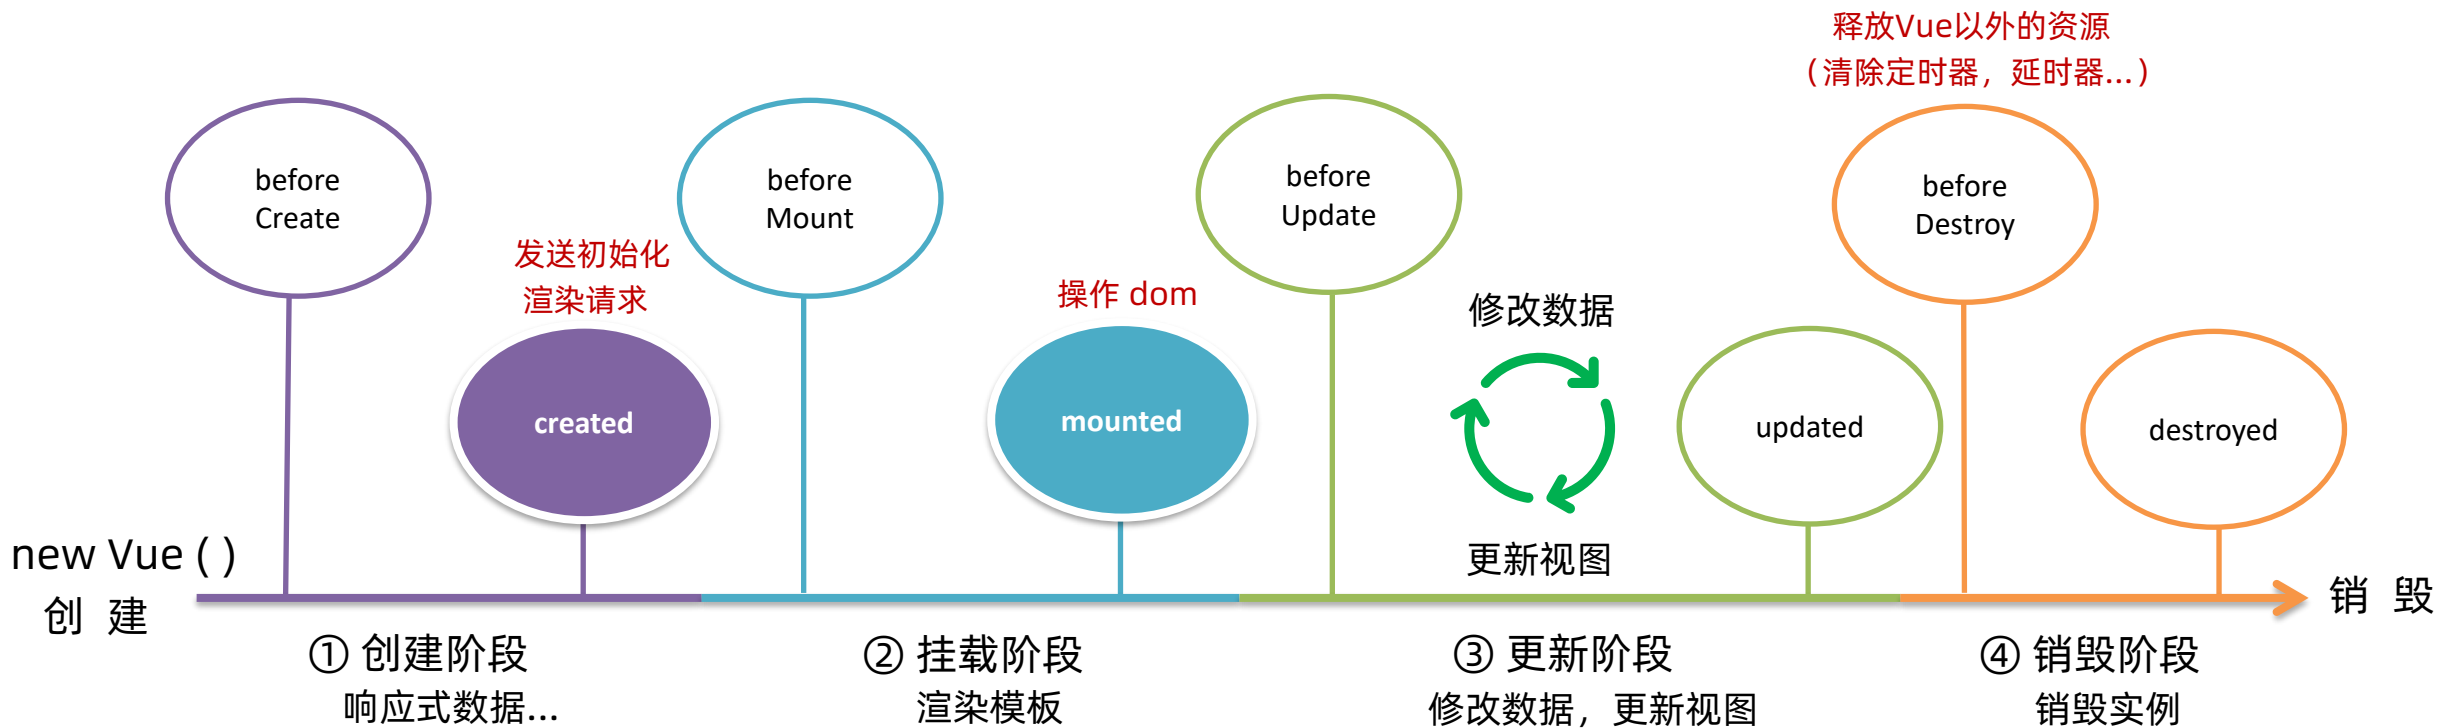 释放Vue以外的资源
（清除定时器，延时器...）
before
Create
发送初始化
渲染请求
created
before
Mount
操作 dom
mounted
before
Update
修改数据
更新视图
updated
before
Destroy
destroyed
new Vue ( )
创 建
销 毁
① 创建阶段
响应式数据...
② 挂载阶段
渲染模板
③ 更新阶段
修改数据，更新视图
④ 销毁阶段
销毁实例